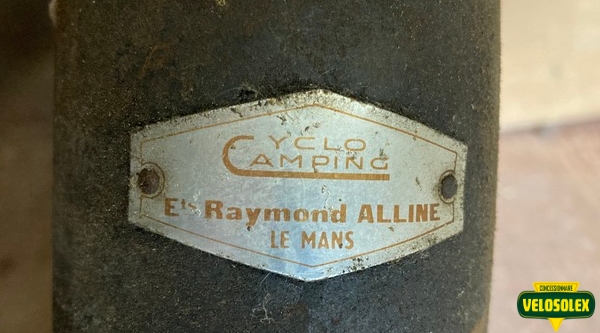 CYCLO
CAMPING
Ets Raymond ALLINE
LE MANS
CONCESSIONNAIRE
VELOSOLEX